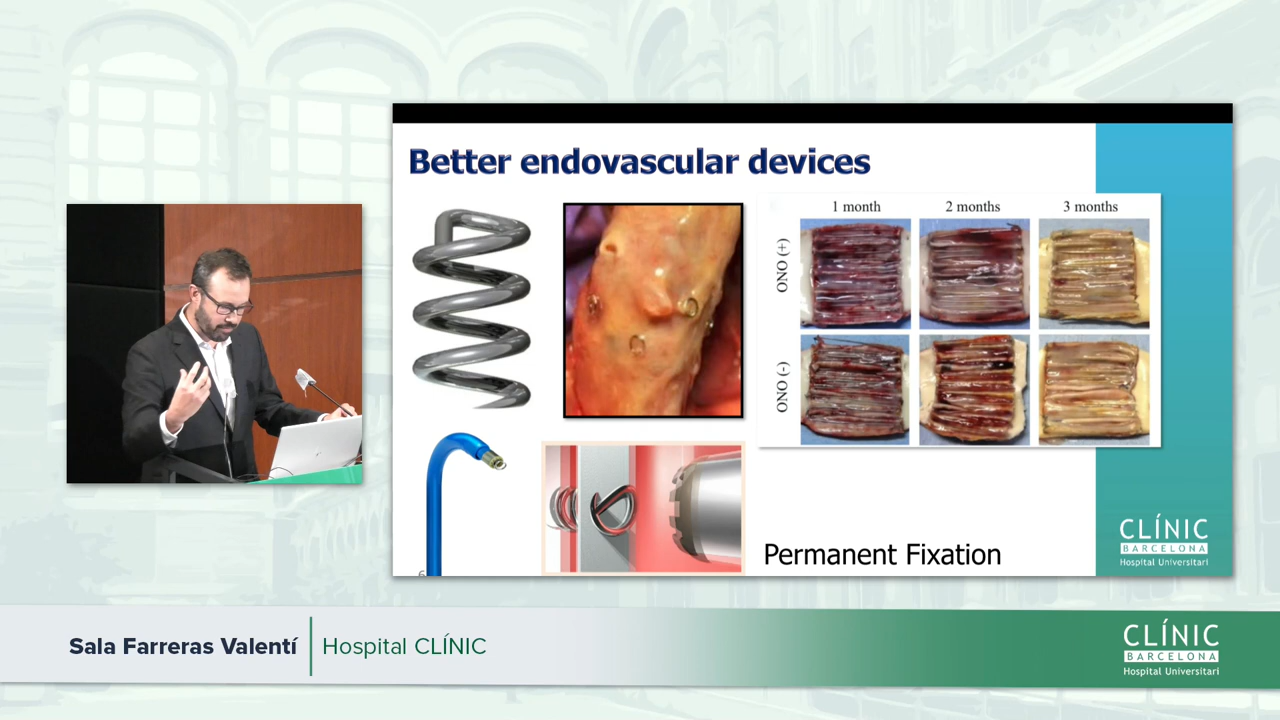 Better endovascular devices
1 month
2 months
3 months
ONO (+)
ONO (-)
Permanent Fixation
6
CLÍNIC
BARCELONA
Hospital Universitari
Sala Farreras Valentí
Hospital CLÍNIC
CLÍNIC
BARCELONA
Hospital Universitari